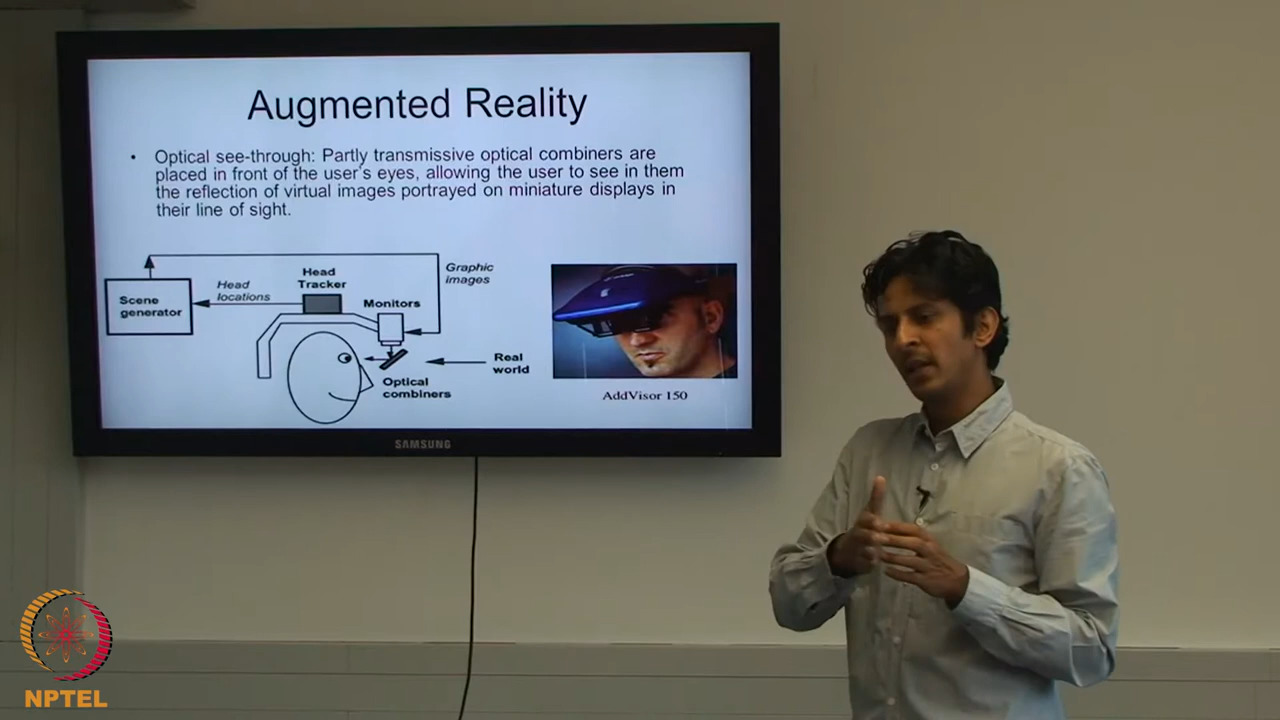 Augmented Reality
• Optical see-through: Partly transmissive optical combiners are
placed in front of the user's eyes, allowing the user to see in them
the reflection of virtual images portrayed on miniature displays in
their line of sight.
Scene
generator
Head
locations
Head
Tracker
Monitors
Graphic
images
Optical
combiners
Real
world
AddVisor 150
SAMSUNG
NPTEL